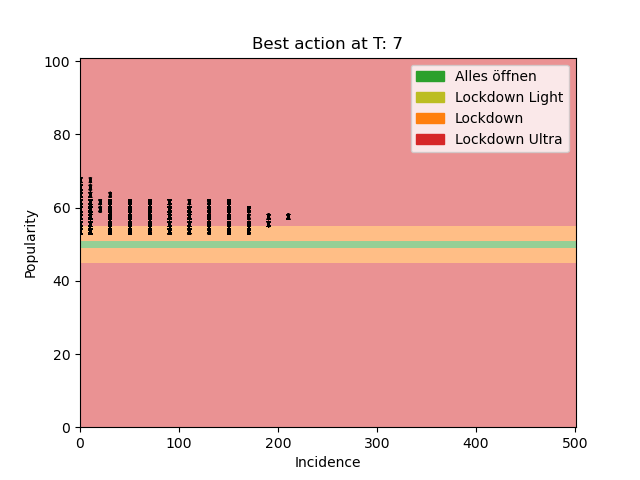 Best action at T: 7
Alles öffnen
Lockdown Light
Lockdown
Lockdown Ultra
Popularity
100
80
60
40
20
0
0 100 200 300 400 500
Incidence